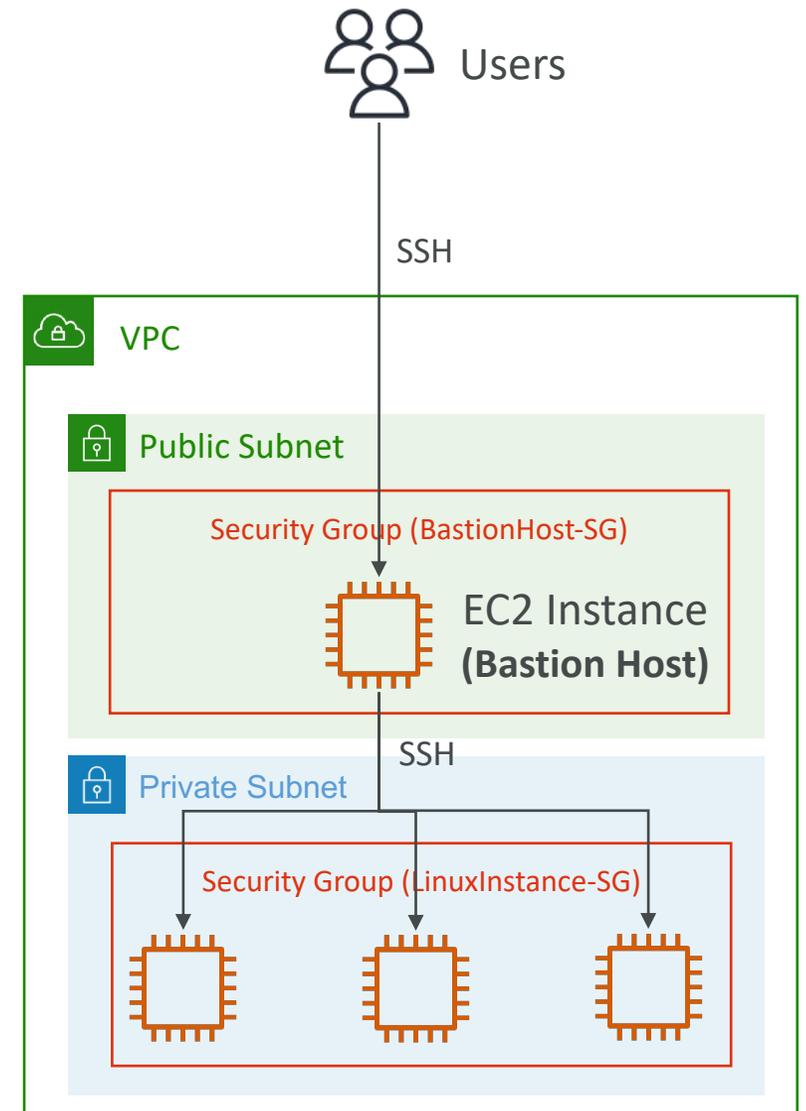 Users
SSH
VPC
Public Subnet
Security Group (BastionHost-SG)
EC2 Instance
(Bastion Host)
SSH
Private Subnet
Security Group (LinuxInstance-SG)